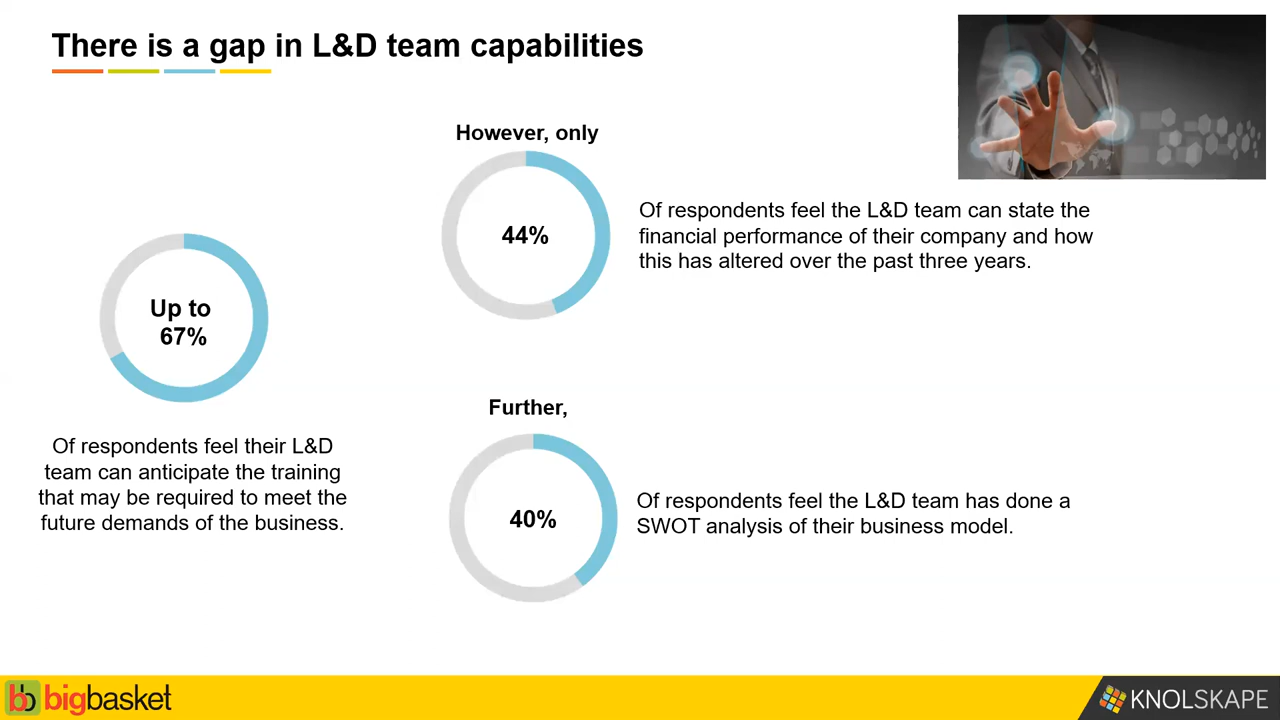 There is a gap in L&D team capabilities
Up to
67%
Of respondents feel their L&D
team can anticipate the training
that may be required to meet the
future demands of the business.
However, only
44%
Of respondents feel the L&D team can state the
financial performance of their company and how
this has altered over the past three years.
Further,
40%
Of respondents feel the L&D team has done a
SWOT analysis of their business model.
bb bigbasket
KNOLSKAPE